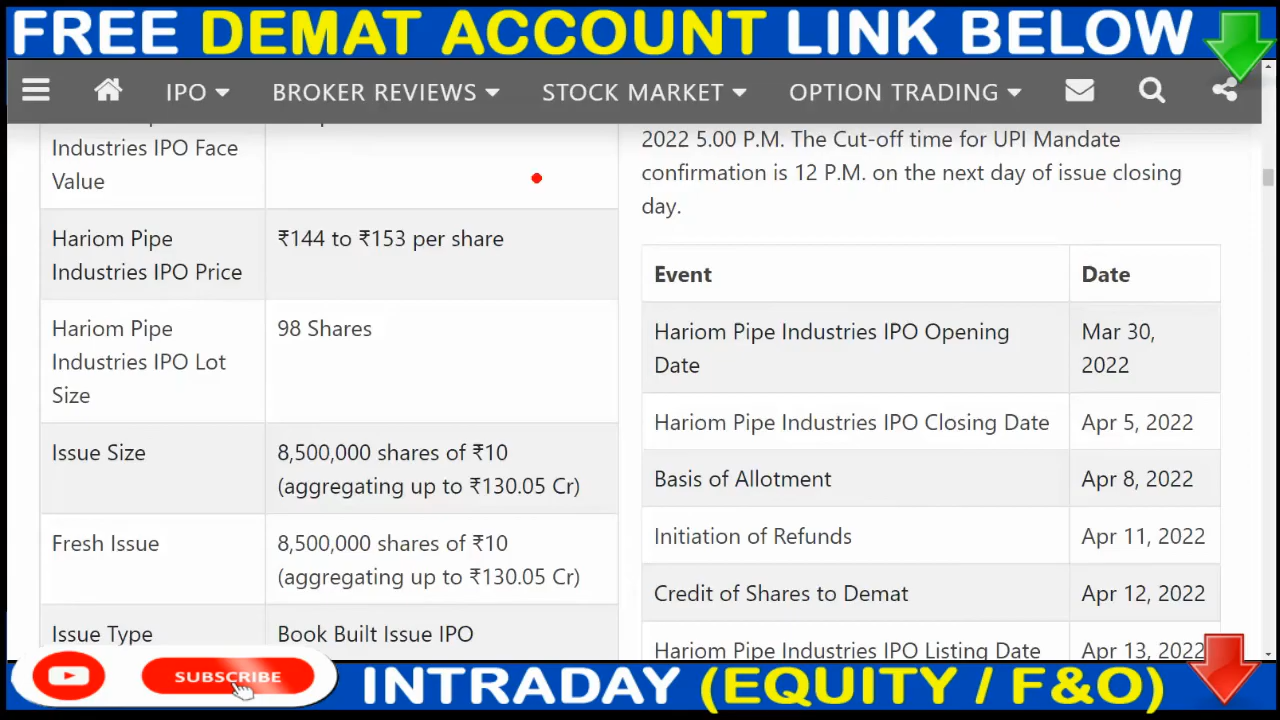 FREE DEMAT ACCOUNT LINK BELOW
IPO BROKER REVIEWS STOCK MARKET OPTION TRADING
Industries IPO Face
Value
Hariom Pipe
Industries IPO Price
₹144 to ₹153 per share
Hariom Pipe
Industries IPO Lot
Size
98 Shares
Issue Size
8,500,000 shares of ₹10
(aggregating up to ₹130.05 Cr)
Fresh Issue
8,500,000 shares of ₹10
(aggregating up to ₹130.05 Cr)
Issue Type
Book Built Issue IPO
2022 5.00 P.M. The Cut-off time for UPI Mandate
confirmation is 12 P.M. on the next day of issue closing
day.
Event Date
Hariom Pipe Industries IPO Opening
Date
Mar 30,
2022
Hariom Pipe Industries IPO Closing Date Apr 5, 2022
Basis of Allotment Apr 8, 2022
Initiation of Refunds Apr 11, 2022
Credit of Shares to Demat Apr 12, 2022
Hariom Pipe Industries IPO Listing Date Apr 13, 2022
SUBSCRIBE
INTRADAY (EQUITY / F&O)